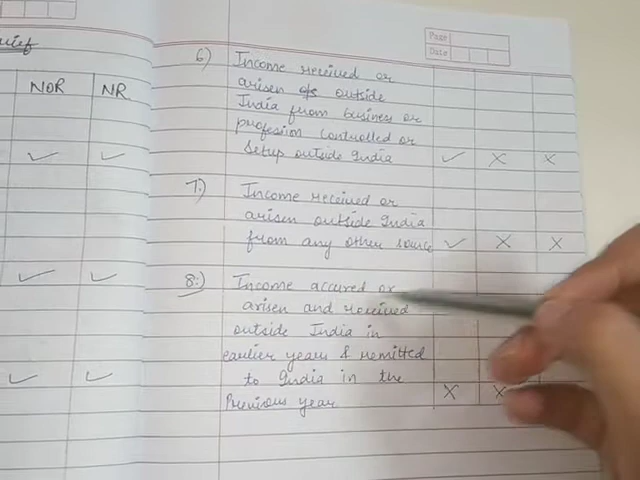 Brief
NOR NR
✓ ✓
✓ ✓
✓ ✓
Page
Date
6) Income received or
arisen o/s outside
India from business or
profession controlled or
Setup outside India ✓ X X
7.) Income received or
arisen outside India
from any other source ✓ X X
8.) Income accured or
arisen and received
outside India in
earlier years & remitted
to India in the
Previous year X X